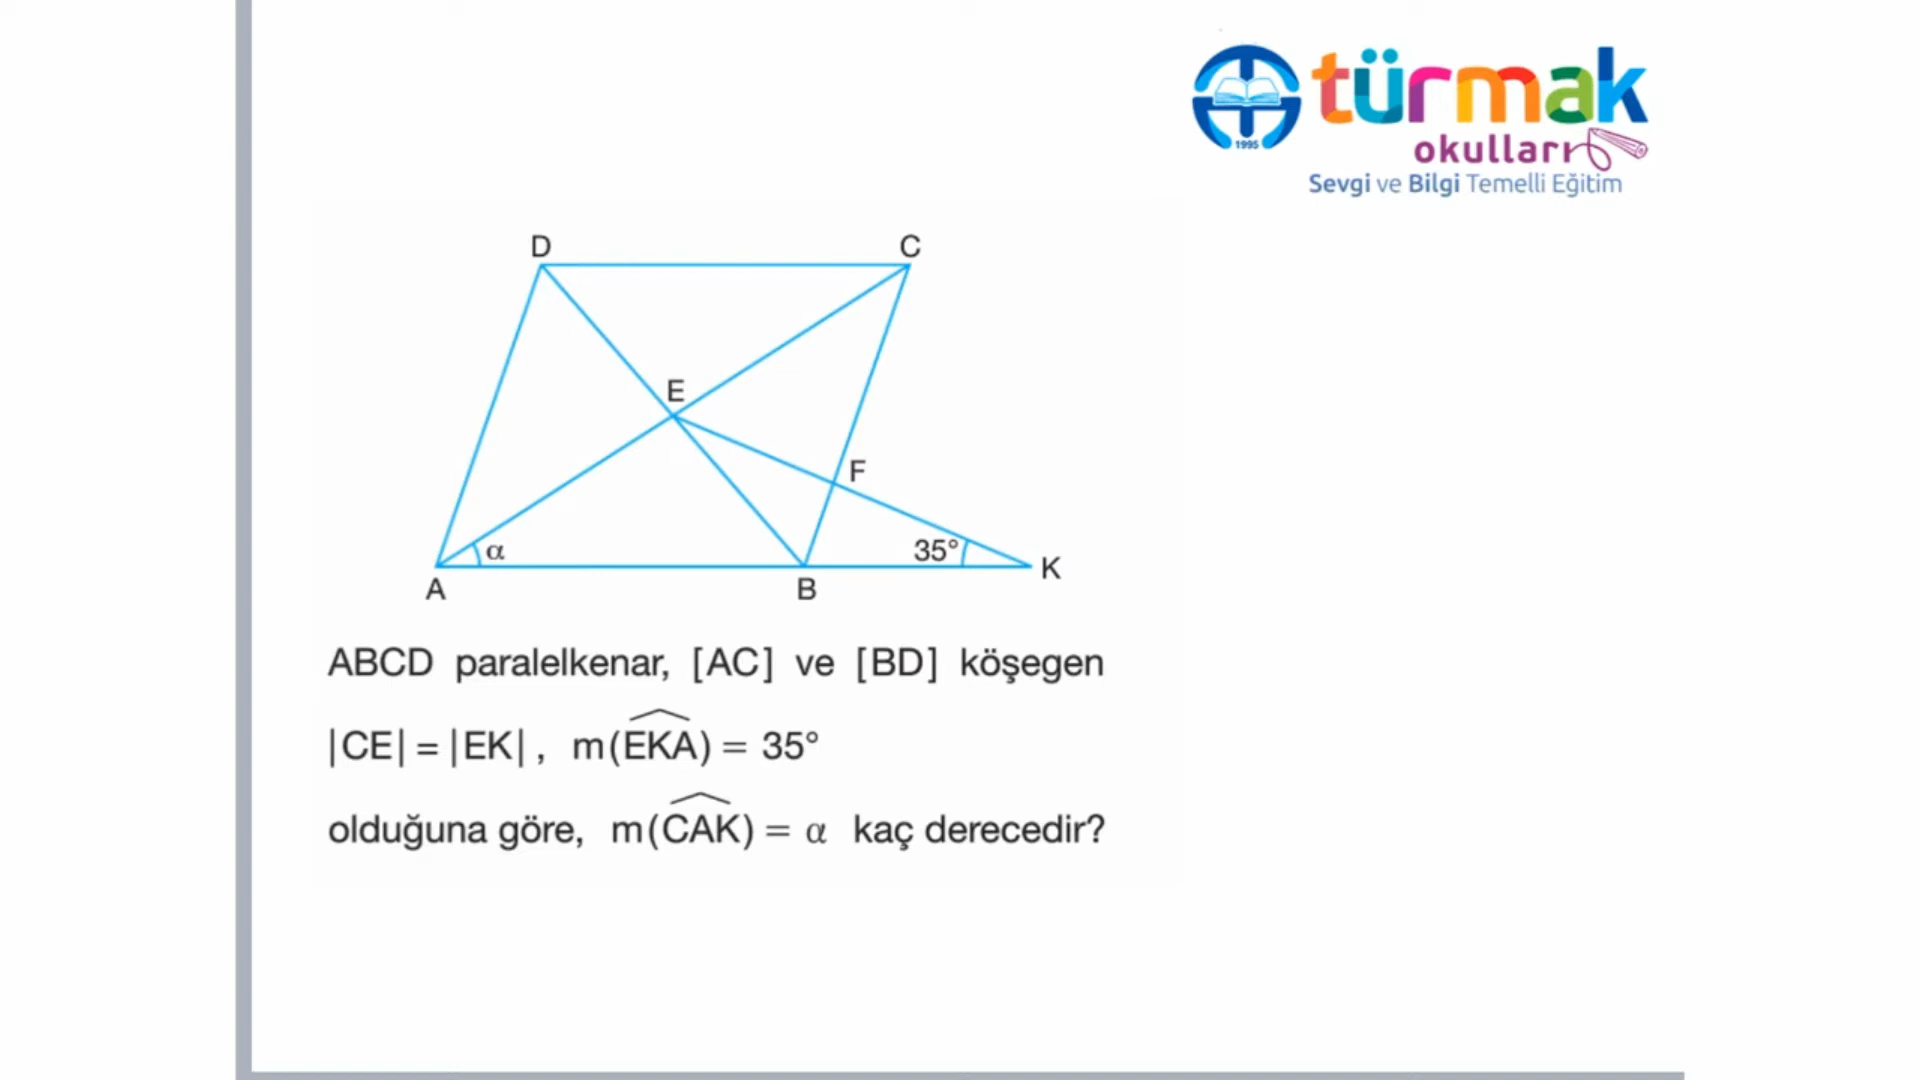 türmak
okulları
1995
Sevgi ve Bilgi Temelli Eğitim
D
C
E
F
α
35°
K
A
B
ABCD paralelkenar, [AC] ve [BD] köşegen
|CE| = |EK| , m(EKA) = 35°
olduğuna göre, m(CAK) = α kaç derecedir?